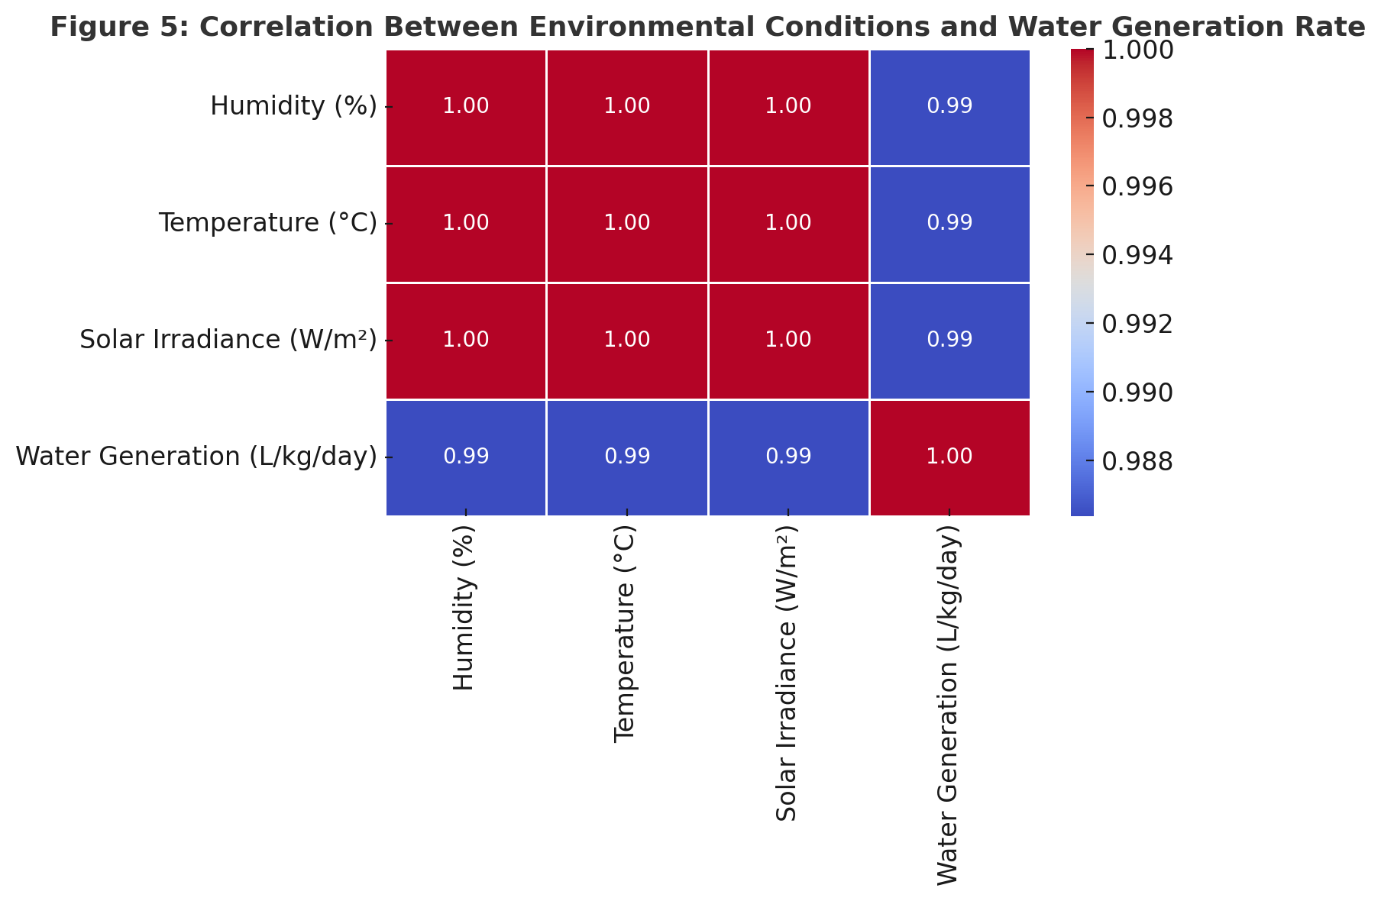 Figure 5: Correlation Between Environmental Conditions and Water Generation Rate
Humidity (%)
1.00 1.00 1.00 0.99
Temperature (°C)
1.00 1.00 1.00 0.99
Solar Irradiance (W/m²)
1.00 1.00 1.00 0.99
Water Generation (L/kg/day)
0.99 0.99 0.99 1.00
Humidity (%)
Temperature (°C)
Solar Irradiance (W/m²)
Water Generation (L/kg/day)
1.000
0.998
0.996
0.994
0.992
0.990
0.988